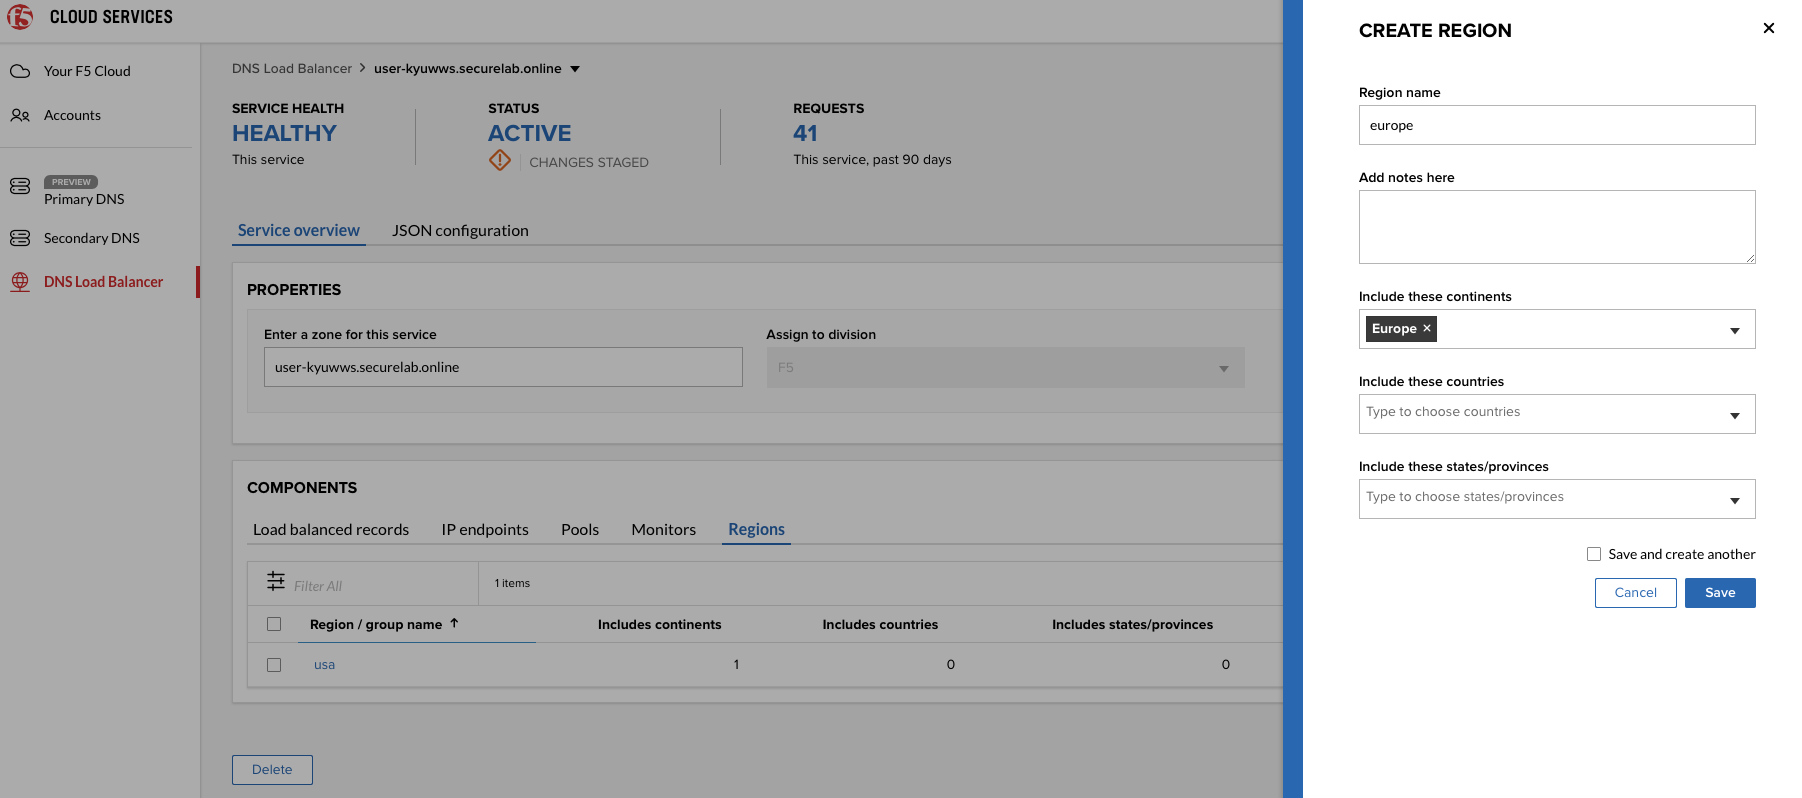 f5 CLOUD SERVICES
Your F5 Cloud
Accounts
PREVIEW
Primary DNS
Secondary DNS
DNS Load Balancer
DNS Load Balancer > user-kyuwws.securelab.online
SERVICE HEALTH
HEALTHY
This service
STATUS
ACTIVE
CHANGES STAGED
REQUESTS
41
This service, past 90 days
Service overview JSON configuration
PROPERTIES
Enter a zone for this service
user-kyuwws.securelab.online
Assign to division
F5
COMPONENTS
Load balanced records IP endpoints Pools Monitors Regions
Filter All 1 items
Region / group name ↑ Includes continents Includes countries Includes states/provinces
usa 1 0 0
Delete
CREATE REGION ×
Region name
europe
Add notes here
Include these continents
Europe ×
Include these countries
Type to choose countries
Include these states/provinces
Type to choose states/provinces
Save and create another
Cancel Save